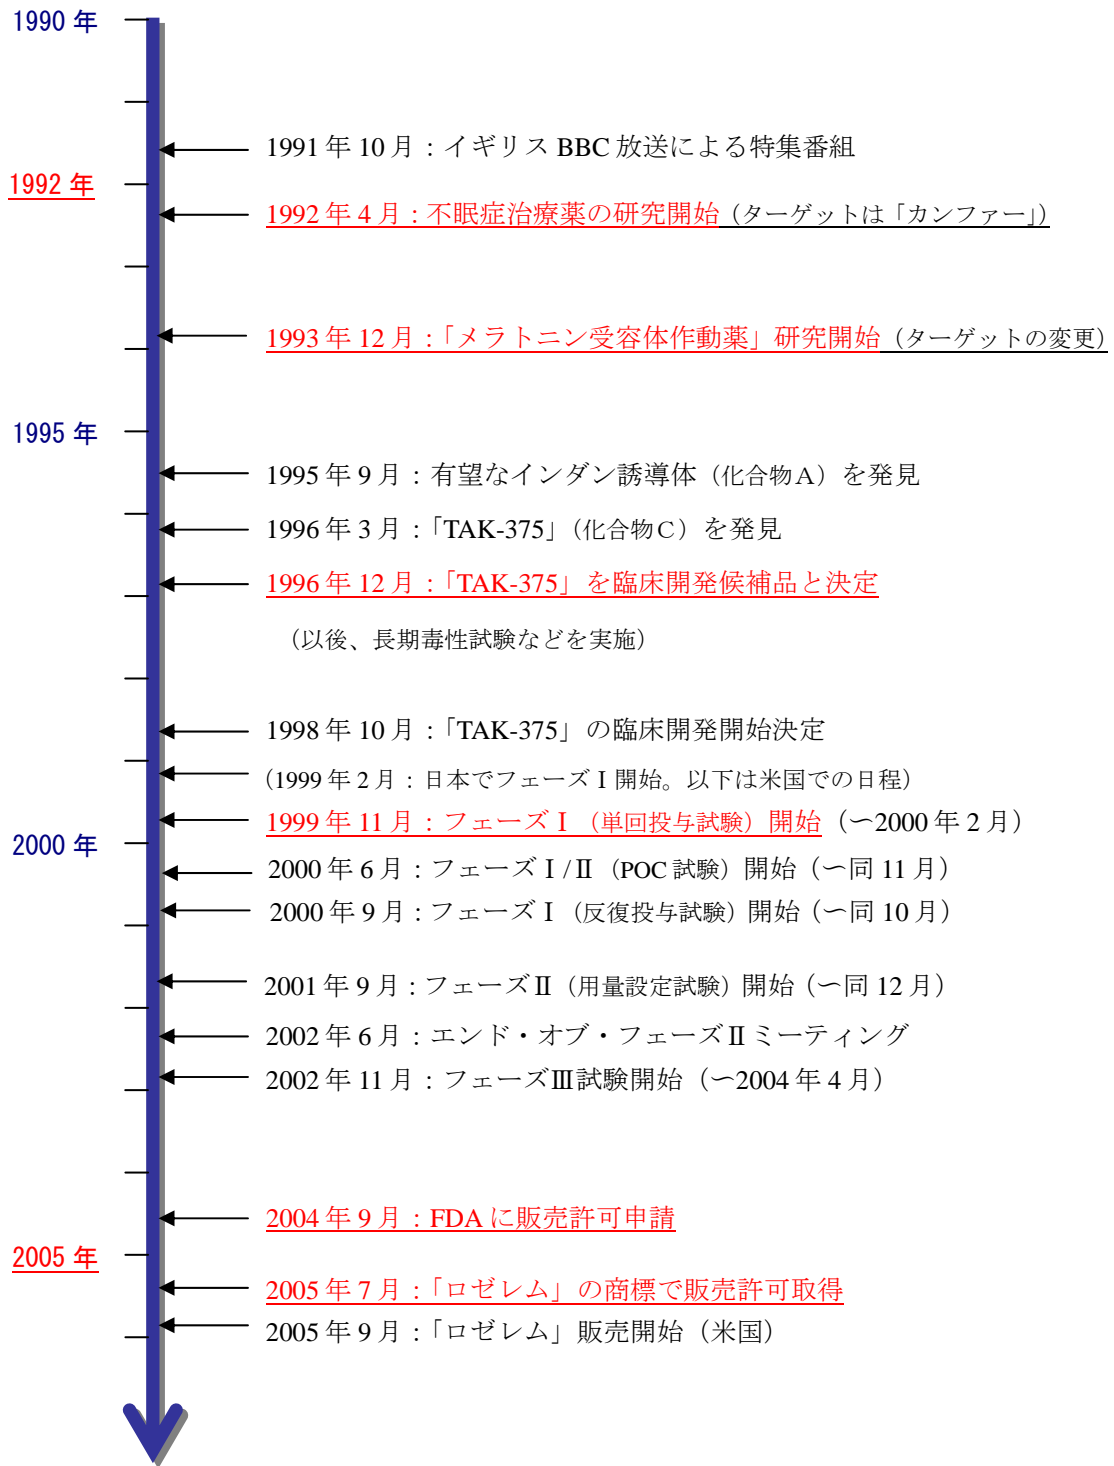 1990 年
1991 年 10 月：イギリス BBC 放送による特集番組
1992 年
1992 年 4 月：不眠症治療薬の研究開始（ターゲットは「カンファー」）
1993 年 12 月：「メラトニン受容体作動薬」研究開始（ターゲットの変更）
1995 年
1995 年 9 月：有望なインダン誘導体（化合物Ａ）を発見
1996 年 3 月：「TAK-375」（化合物Ｃ）を発見
1996 年 12 月：「TAK-375」を臨床開発候補品と決定
（以後、長期毒性試験などを実施）
1998 年 10 月：「TAK-375」の臨床開発開始決定
（1999 年 2 月：日本でフェーズⅠ開始。以下は米国での日程）
1999 年 11 月：フェーズⅠ（単回投与試験）開始（～2000 年 2 月）
2000 年
2000 年 6 月：フェーズⅠ/Ⅱ（POC 試験）開始（～同 11 月）
2000 年 9 月：フェーズⅠ（反復投与試験）開始（～同 10 月）
2001 年 9 月：フェーズⅡ（用量設定試験）開始（～同 12 月）
2002 年 6 月：エンド・オブ・フェーズⅡミーティング
2002 年 11 月：フェーズⅢ試験開始（～2004 年 4 月）
2004 年 9 月：FDA に販売許可申請
2005 年
2005 年 7 月：「ロゼレム」の商標で販売許可取得
2005 年 9 月：「ロゼレム」販売開始（米国）